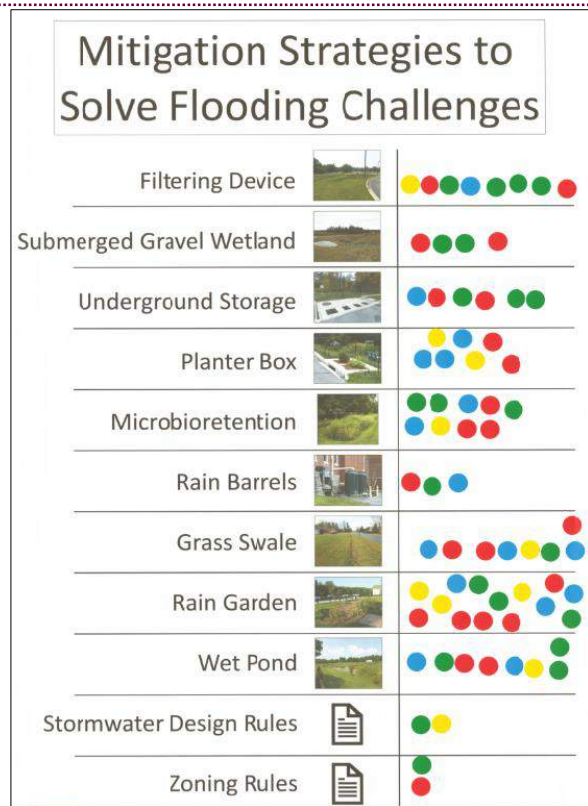 Mitigation Strategies to
Solve Flooding Challenges
Filtering Device
Submerged Gravel Wetland
Underground Storage
Planter Box
Microbioretention
Rain Barrels
Grass Swale
Rain Garden
Wet Pond
Stormwater Design Rules
Zoning Rules